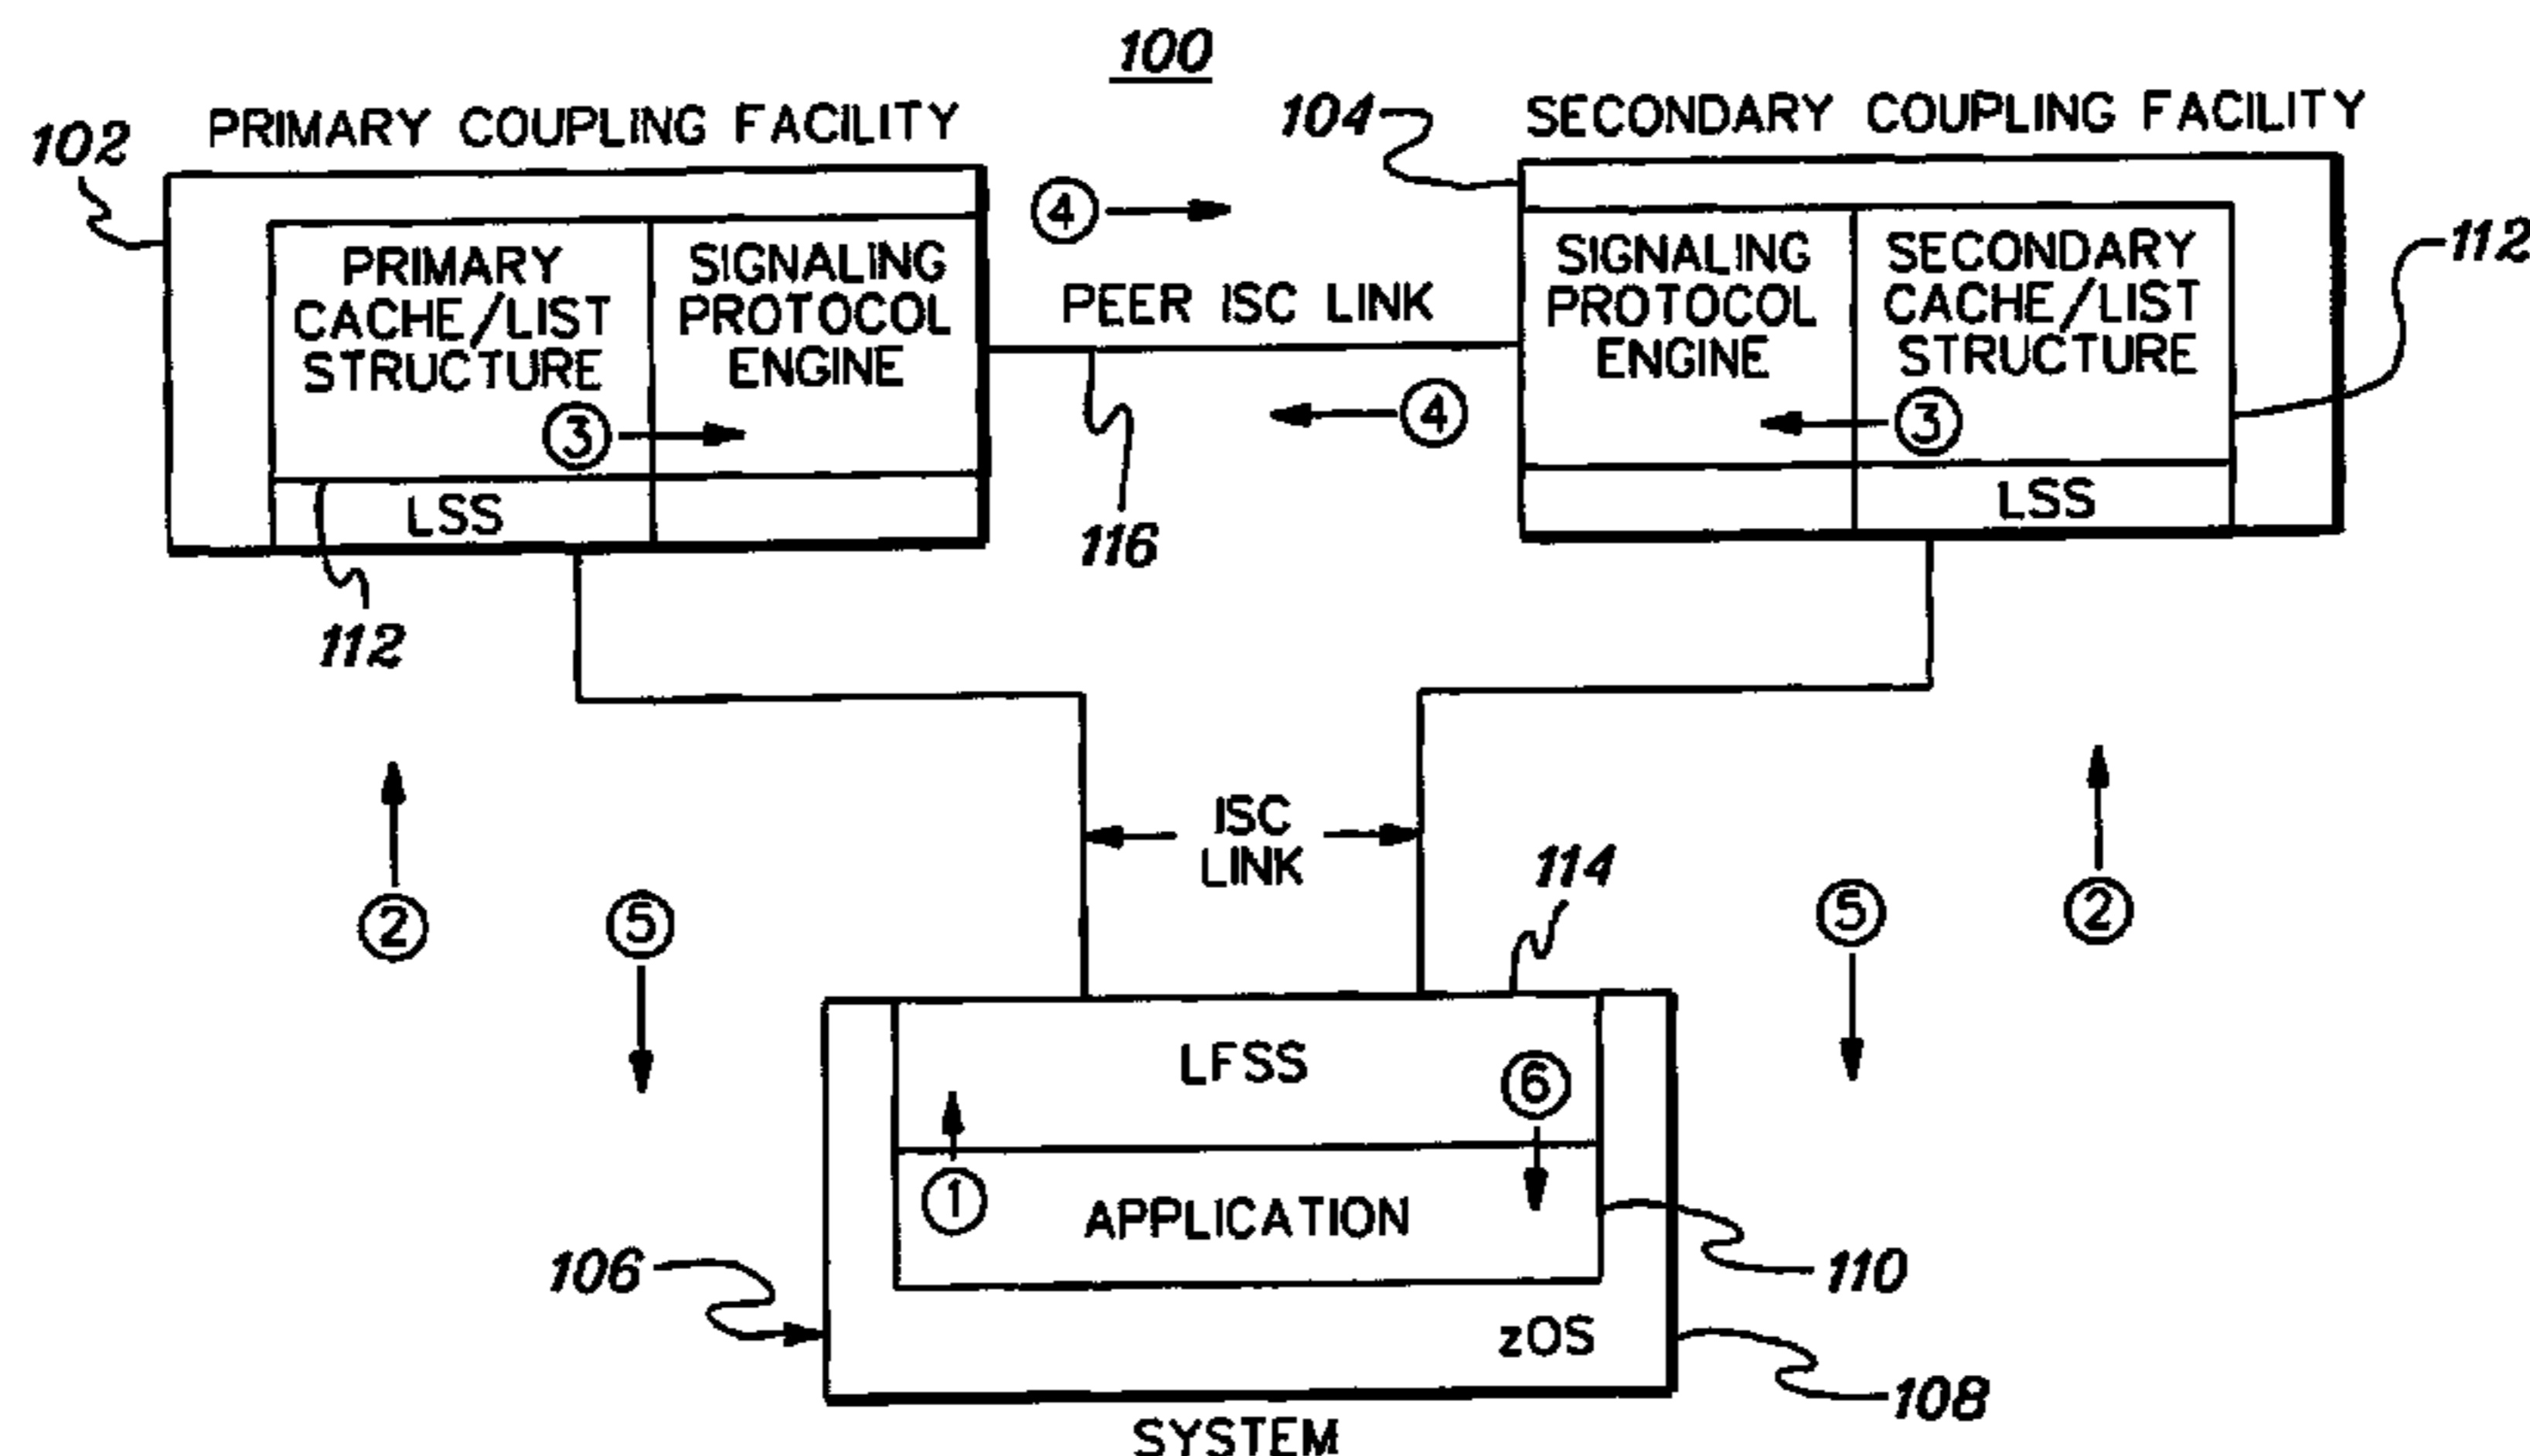 100
PRIMARY COUPLING FACILITY
102
PRIMARY
CACHE/LIST
STRUCTURE
3
SIGNALING
PROTOCOL
ENGINE
LSS
112
4
PEER ISC LINK
4
116
104
SECONDARY COUPLING FACILITY
SIGNALING
PROTOCOL
ENGINE
SECONDARY
CACHE/LIST
STRUCTURE
3
LSS
112
2
5
ISC
LINK
114
5
2
LFSS
6
1
APPLICATION
106
110
zOS
108
SYSTEM